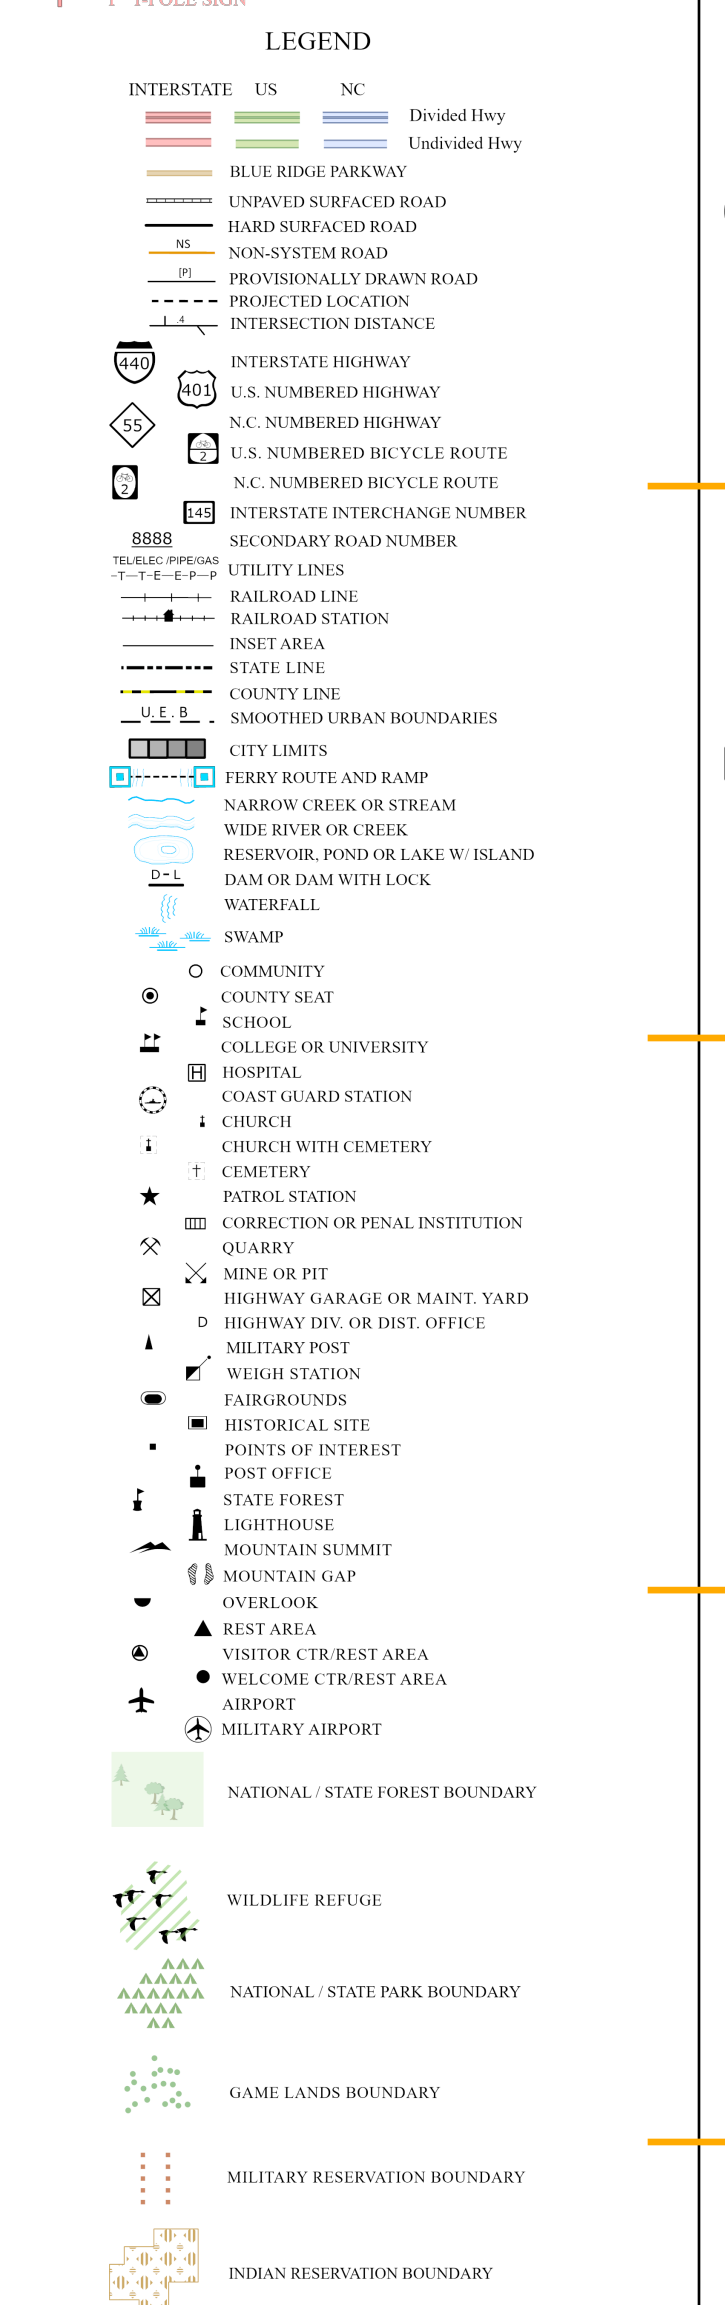 LEGEND
INTERSTATE US NC
Divided Hwy
Undivided Hwy
BLUE RIDGE PARKWAY
UNPAVED SURFACED ROAD
HARD SURFACED ROAD
NS
NON-SYSTEM ROAD
[P]
PROVISIONALLY DRAWN ROAD
PROJECTED LOCATION
.4
INTERSECTION DISTANCE
440 INTERSTATE HIGHWAY
401 U.S. NUMBERED HIGHWAY
55 N.C. NUMBERED HIGHWAY
2 U.S. NUMBERED BICYCLE ROUTE
2 N.C. NUMBERED BICYCLE ROUTE
145 INTERSTATE INTERCHANGE NUMBER
8888 SECONDARY ROAD NUMBER
TEL/ELEC /PIPE/GAS
–T—T–E—E–P—P UTILITY LINES
RAILROAD LINE
RAILROAD STATION
INSET AREA
STATE LINE
COUNTY LINE
U. E . B
SMOOTHED URBAN BOUNDARIES
CITY LIMITS
FERRY ROUTE AND RAMP
NARROW CREEK OR STREAM
WIDE RIVER OR CREEK
RESERVOIR, POND OR LAKE W/ ISLAND
D - L DAM OR DAM WITH LOCK
WATERFALL
SWAMP
COMMUNITY
COUNTY SEAT
SCHOOL
COLLEGE OR UNIVERSITY
H HOSPITAL
COAST GUARD STATION
CHURCH
CHURCH WITH CEMETERY
CEMETERY
PATROL STATION
CORRECTION OR PENAL INSTITUTION
QUARRY
MINE OR PIT
HIGHWAY GARAGE OR MAINT. YARD
D HIGHWAY DIV. OR DIST. OFFICE
MILITARY POST
WEIGH STATION
FAIRGROUNDS
HISTORICAL SITE
POINTS OF INTEREST
POST OFFICE
STATE FOREST
LIGHTHOUSE
MOUNTAIN SUMMIT
MOUNTAIN GAP
OVERLOOK
REST AREA
VISITOR CTR/REST AREA
WELCOME CTR/REST AREA
AIRPORT
MILITARY AIRPORT
NATIONAL / STATE FOREST BOUNDARY
WILDLIFE REFUGE
NATIONAL / STATE PARK BOUNDARY
GAME LANDS BOUNDARY
MILITARY RESERVATION BOUNDARY
INDIAN RESERVATION BOUNDARY